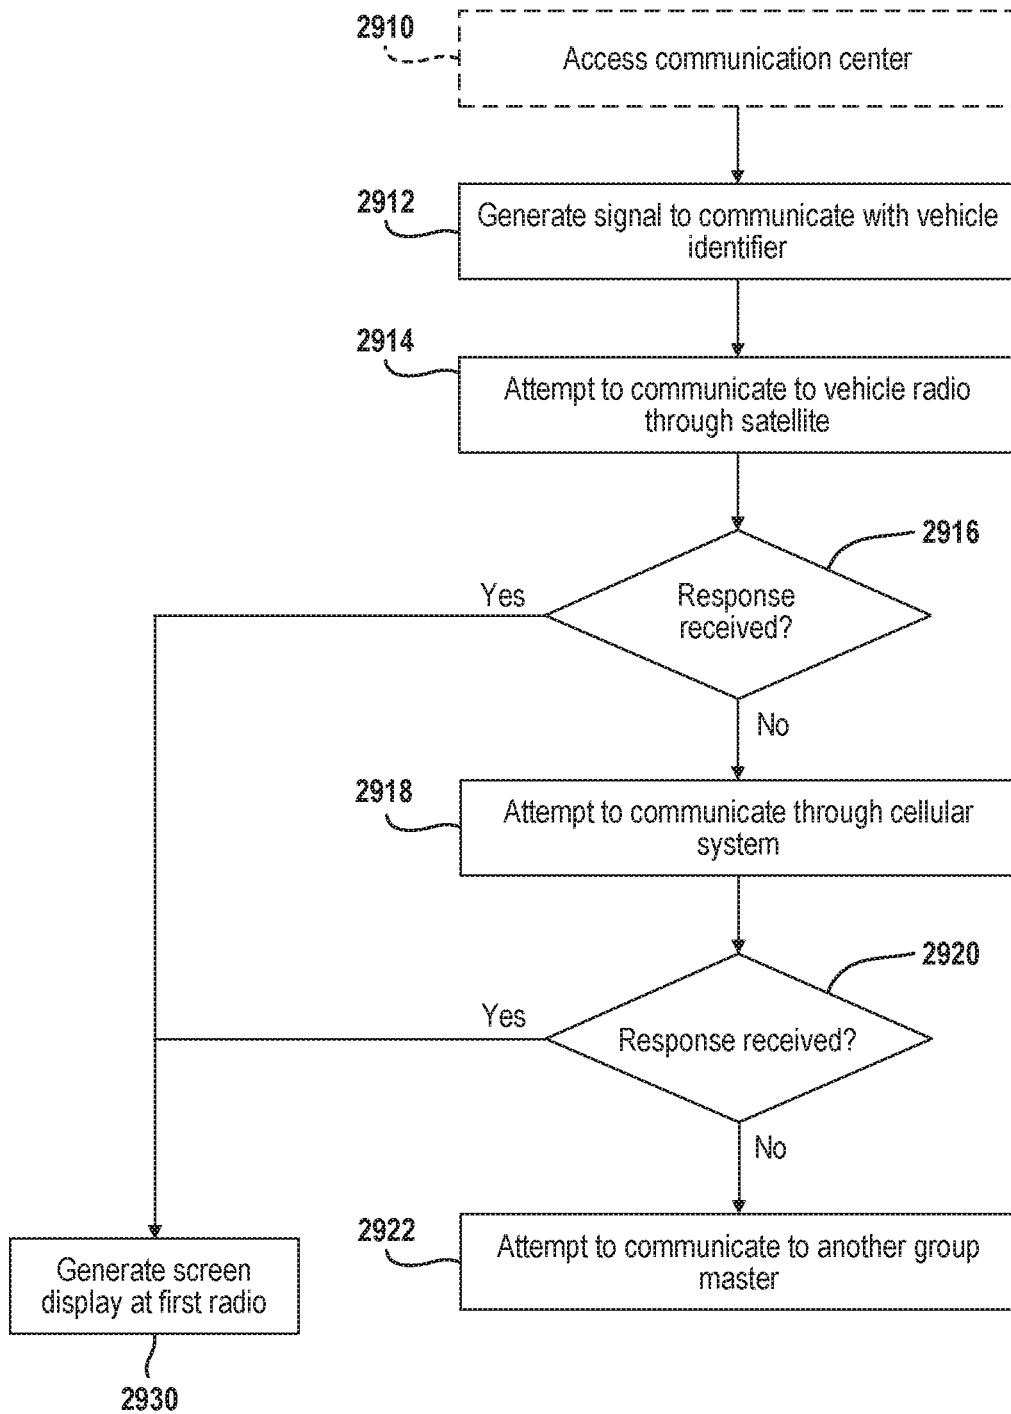 2910
Access communication center
2912
Generate signal to communicate with vehicle
identifier
2914
Attempt to communicate to vehicle radio
through satellite
2916
Response
received?
Yes
No
2918
Attempt to communicate through cellular
system
2920
Response received?
Yes
No
2922
Attempt to communicate to another group
master
Generate screen
display at first radio
2930